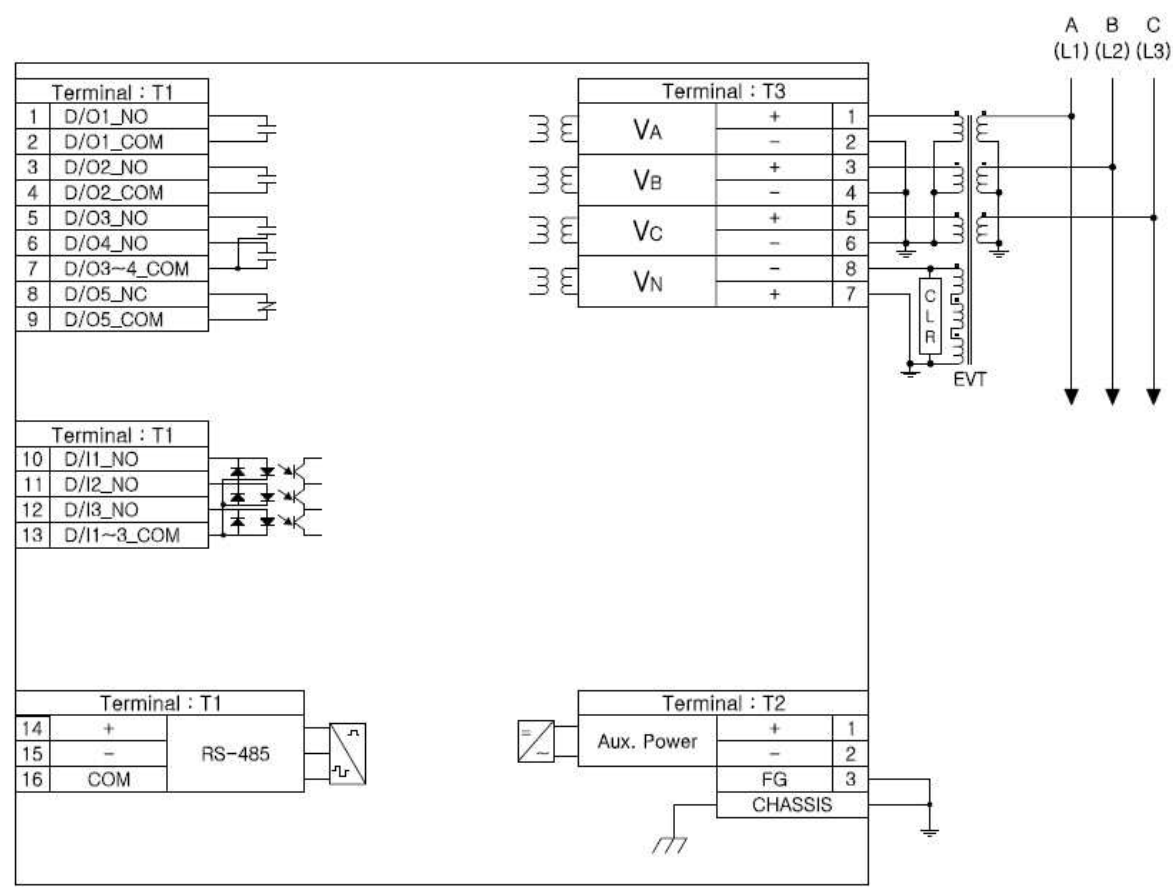 A B C
(L1) (L2) (L3)
Terminal : T1
1 D/O1_NO
2 D/O1_COM
3 D/O2_NO
4 D/O2_COM
5 D/O3_NO
6 D/O4_NO
7 D/O3~4_COM
8 D/O5_NC
9 D/O5_COM
Terminal : T3
VA + 1
- 2
VB + 3
- 4
VC + 5
- 6
VN - 8
+ 7
C
L
R
EVT
Terminal : T1
10 D/I1_NO
11 D/I2_NO
12 D/I3_NO
13 D/I1~3_COM
Terminal : T1
14 +
15 - RS-485
16 COM
Terminal : T2
Aux. Power + 1
- 2
FG 3
CHASSIS